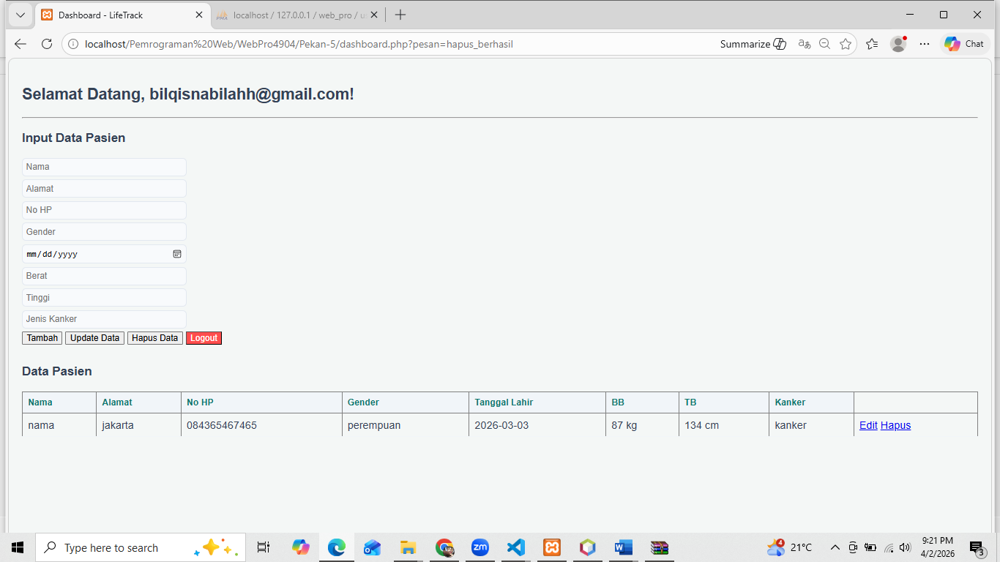 Dashboard - LifeTrack
PMA
localhost / 127.0.0.1 / web_pro / us
localhost/Pemrograman%20Web/WebPro4904/Pekan-5/dashboard.php?pesan=hapus_berhasil
Summarize
Chat
Selamat Datang, bilqisnabilahh@gmail.com!
Input Data Pasien
Nama
Alamat
No HP
Gender
mm/dd/yyyy
Berat
Tinggi
Jenis Kanker
Tambah Update Data Hapus Data Logout
Data Pasien
Nama Alamat No HP Gender Tanggal Lahir BB TB Kanker
nama jakarta 084365467465 perempuan 2026-03-03 87 kg 134 cm kanker Edit Hapus
Type here to search
zm
W
4
21°C
9:21 PM
4/2/2026
3